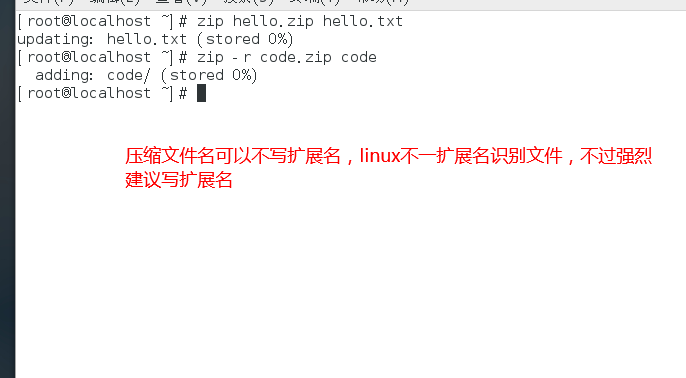 [root@localhost ~]# zip hello.zip hello.txt
updating: hello.txt (stored 0%)
[root@localhost ~]# zip -r code.zip code
  adding: code/ (stored 0%)
[root@localhost ~]#
压缩文件名可以不写扩展名，linux不一扩展名识别文件，不过强烈
建议写扩展名